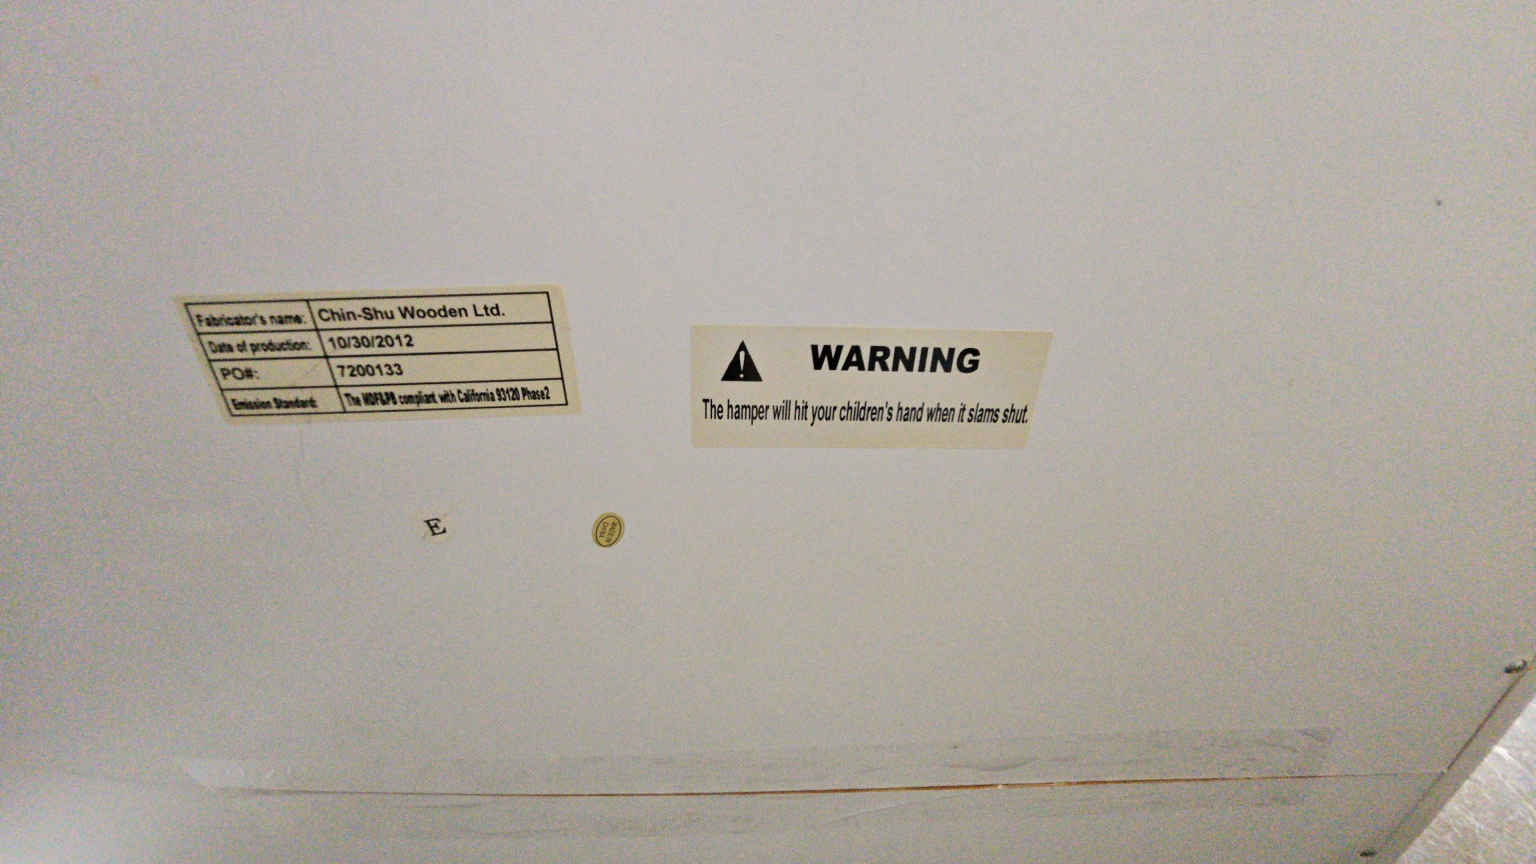 Fabricator's name: Chin-Shu Wooden Ltd.
Date of production: 10/30/2012
PO#: 7200133
Emission Standard: The MDF&PB compliant with California 93120 Phase2
WARNING
The hamper will hit your children's hand when it slams shut.
E